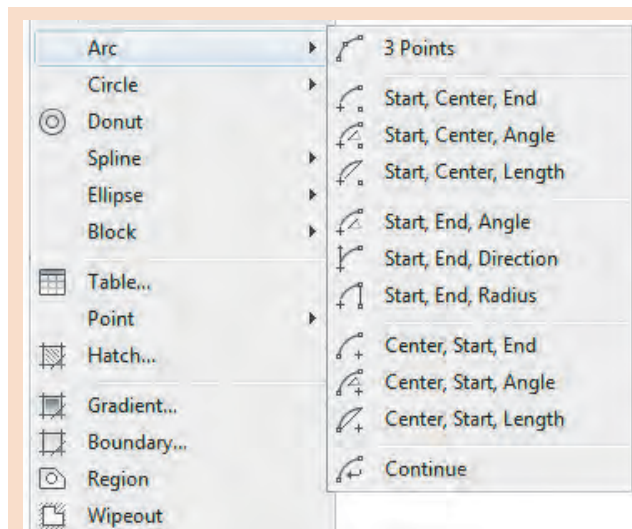 Arc
Circle
Donut
Spline
Ellipse
Block
Table...
Point
Hatch...
Gradient...
Boundary...
Region
Wipeout
3 Points
Start, Center, End
Start, Center, Angle
Start, Center, Length
Start, End, Angle
Start, End, Direction
Start, End, Radius
Center, Start, End
Center, Start, Angle
Center, Start, Length
Continue